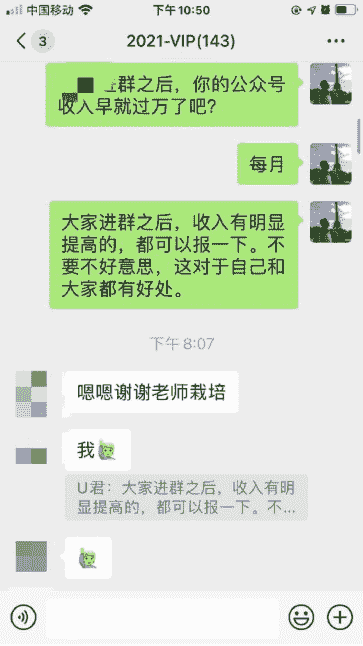 中国移动
下午10:50
3
2021-VIP(143)
进群之后，你的公众号
收入早就过万了吧？
每月
大家进群之后，收入有明显
提高的，都可以报一下。不
要不好意思，这对于自己和
大家都有好处。
下午 8:07
嗯嗯谢谢老师栽培
我
U君：大家进群之后，收入有明
显提高的，都可以报一下。不...